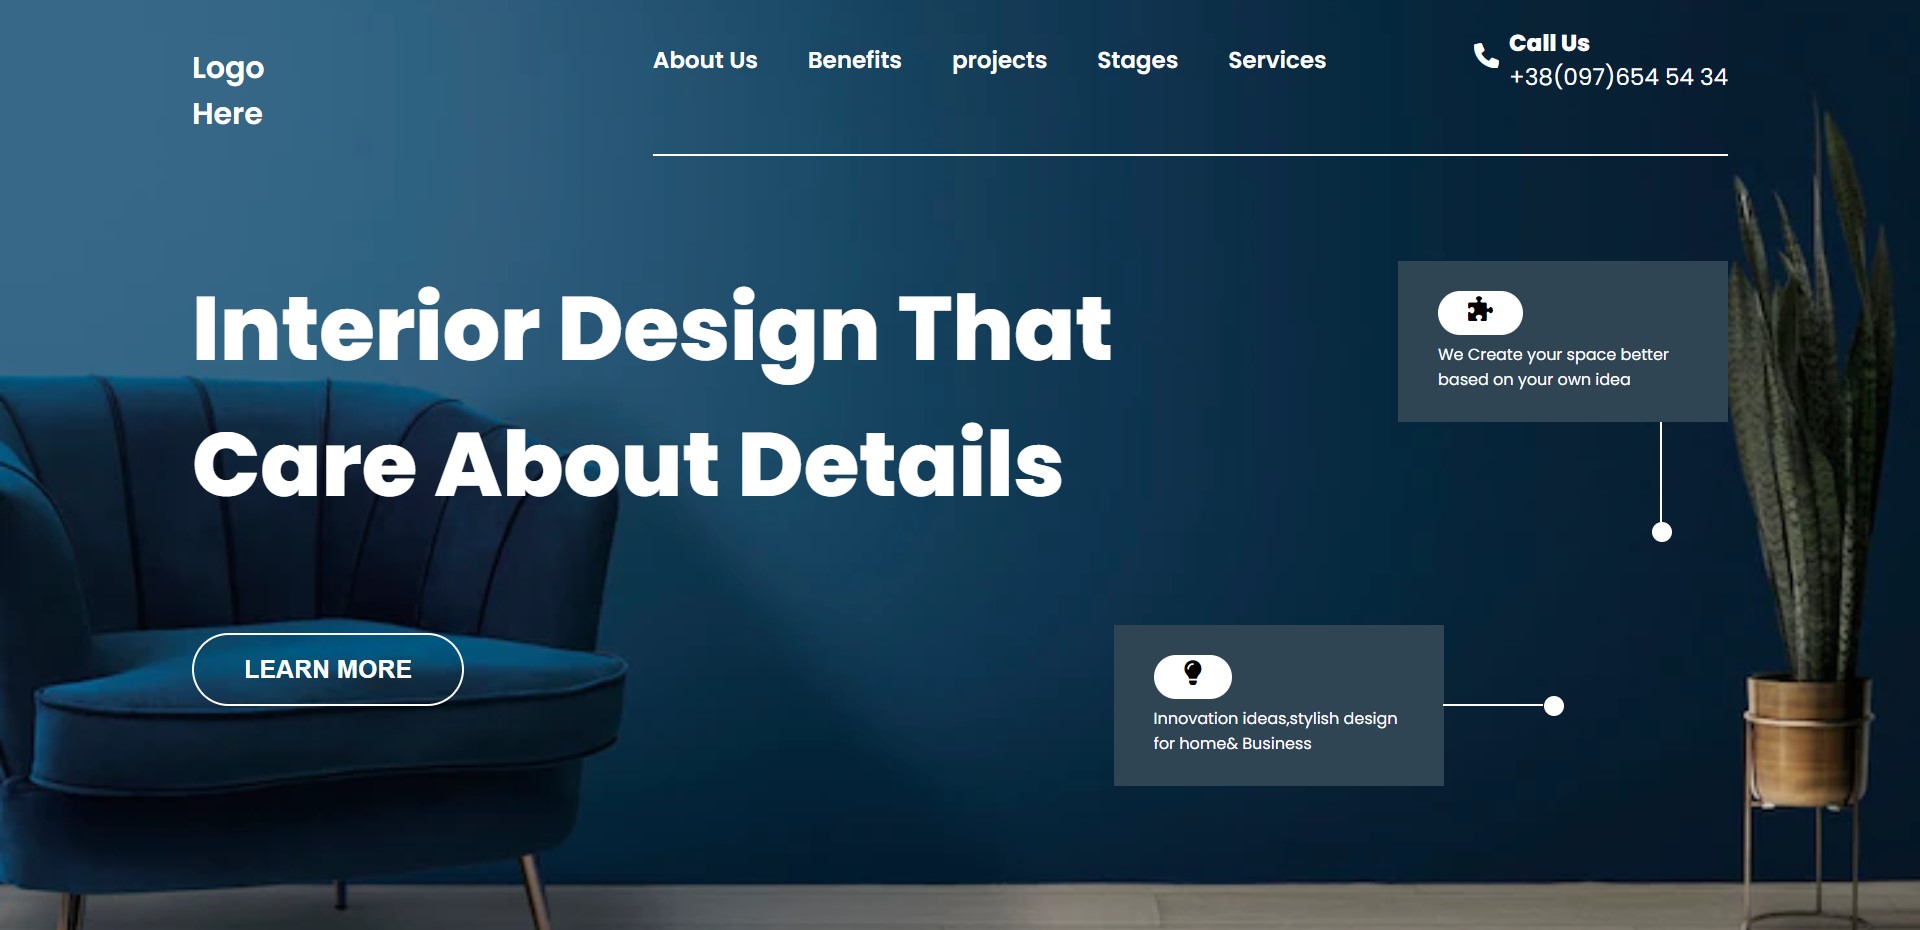 Logo
Here
About Us
Benefits
projects
Stages
Services
Call Us
+38(097)654 54 34
Interior Design That
Care About Details
We Create your space better
based on your own idea
LEARN MORE
Innovation ideas,stylish design
for home& Business